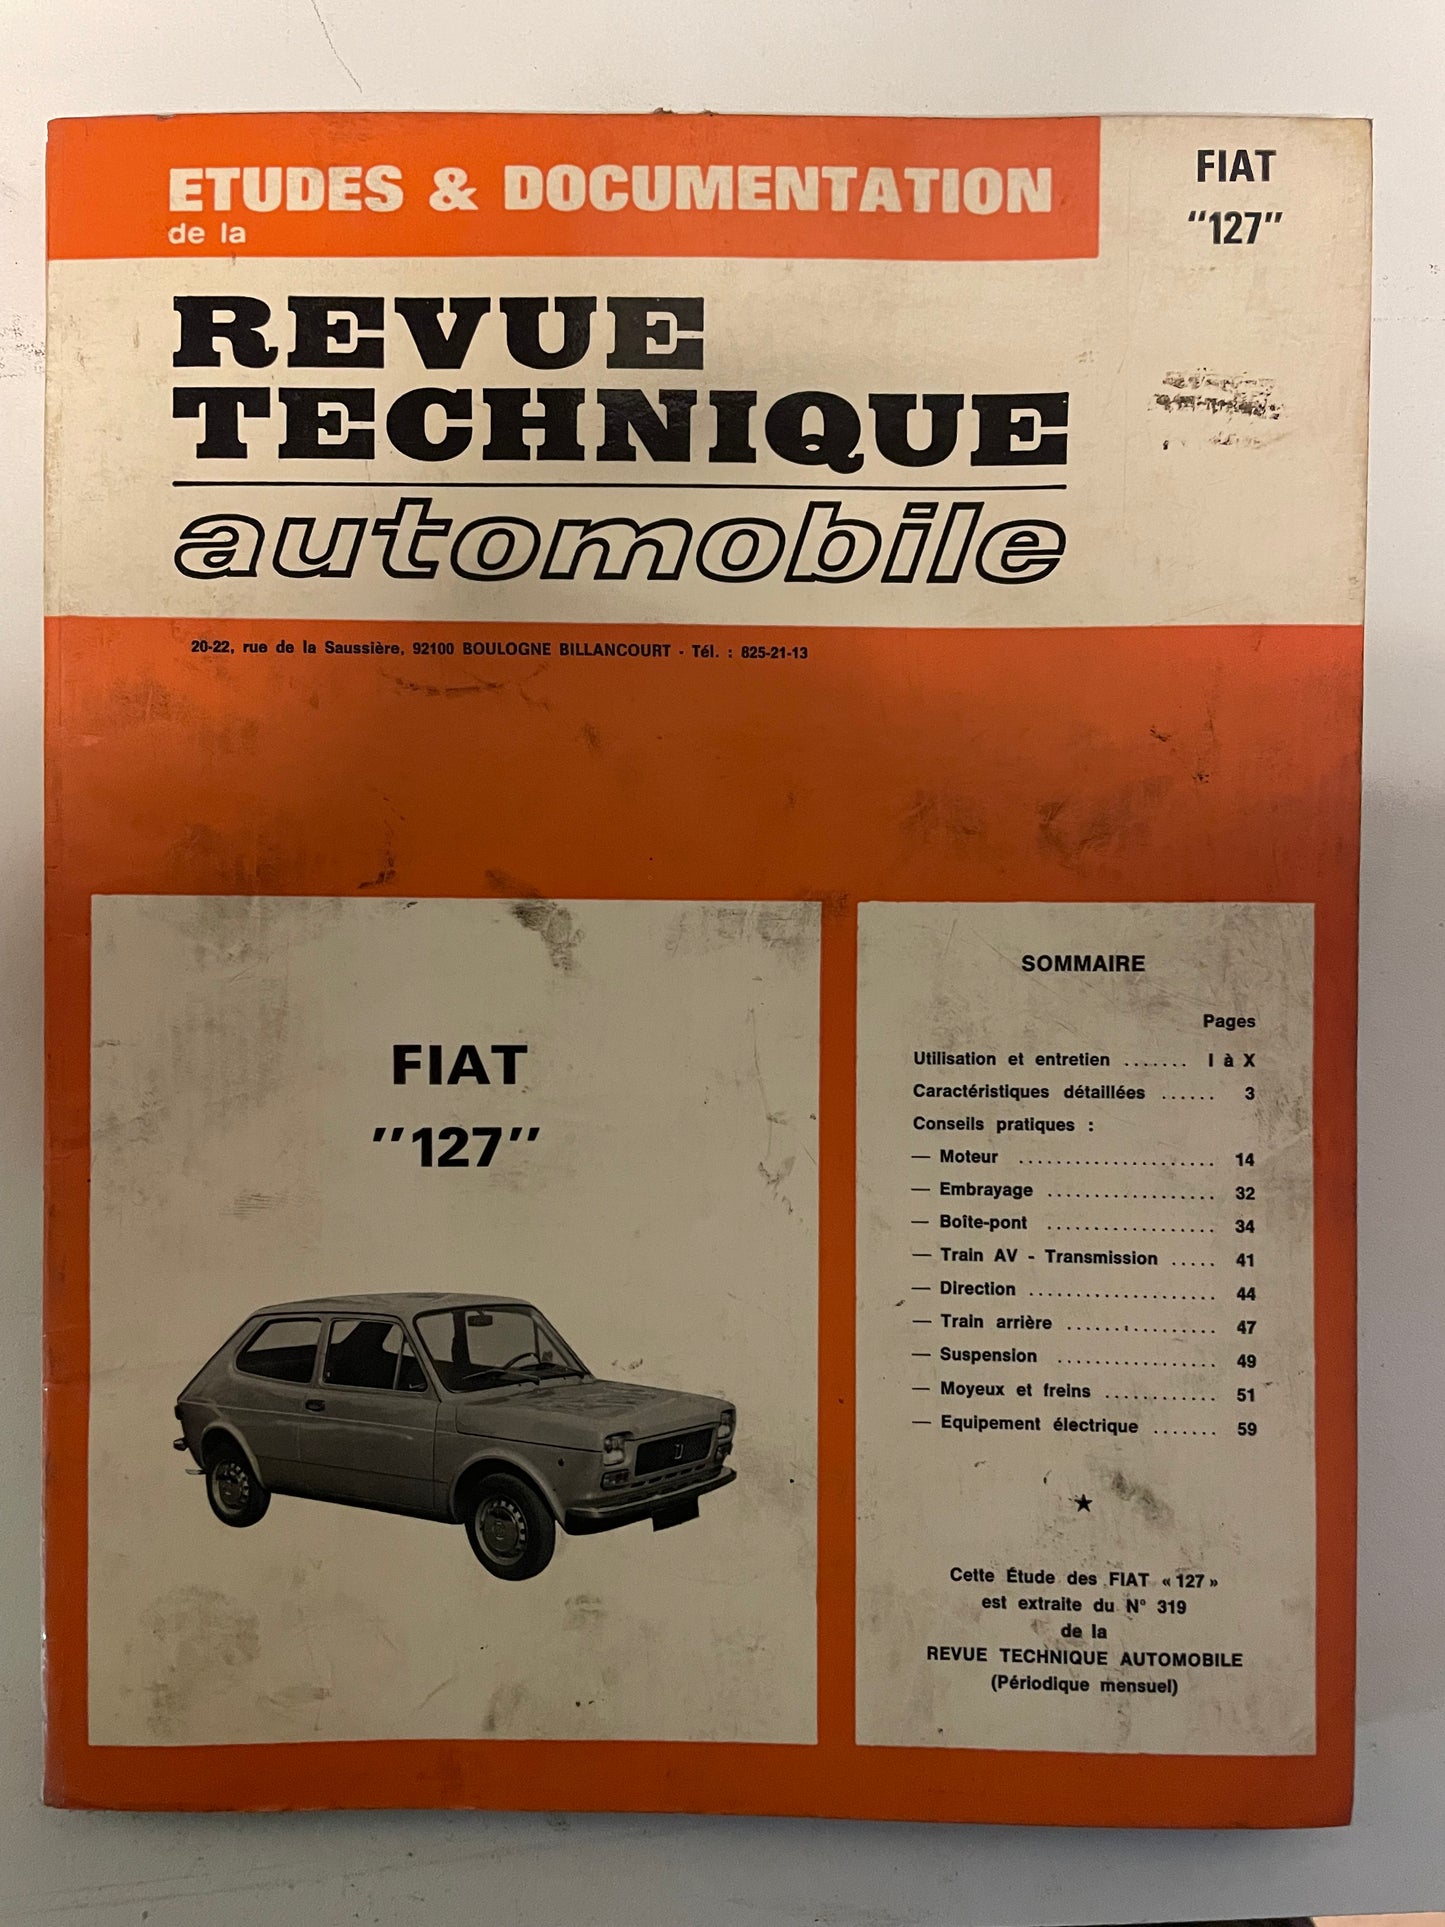 ETUDES & DOCUMENTATION
de la
FIAT
"127"
REVUE
TECHNIQUE
automobile
20-22, rue de la Saussière, 92100 BOULOGNE BILLANCOURT - Tél. : 825-21-13
FIAT
"127"
SOMMAIRE
Pages
Utilisation et entretien ....... I à X
Caractéristiques détaillées ...... 3
Conseils pratiques :
— Moteur ..................... 14
— Embrayage .................. 32
— Boîte-pont .................. 34
— Train AV - Transmission ..... 41
— Direction .................... 44
— Train arrière ................ 47
— Suspension ................. 49
— Moyeux et freins ............ 51
— Equipement électrique ....... 59
★
Cette Étude des FIAT « 127 »
est extraite du N° 319
de la
REVUE TECHNIQUE AUTOMOBILE
(Périodique mensuel)